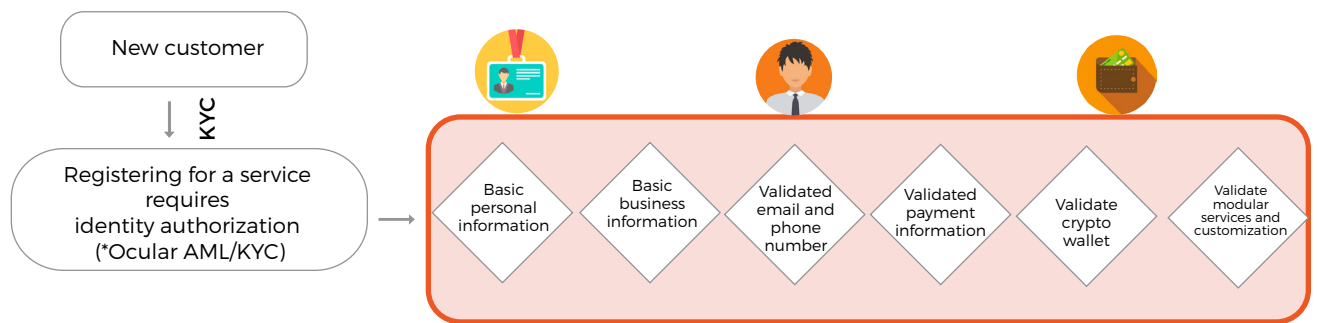 New customer
KYC
Registering for a service
requires
identity authorization
(*Ocular AML/KYC)
Basic
personal
information
Basic
business
information
Validated
email and
phone
number
Validated
payment
information
Validate
crypto
wallet
Validate
modular
services and
customization